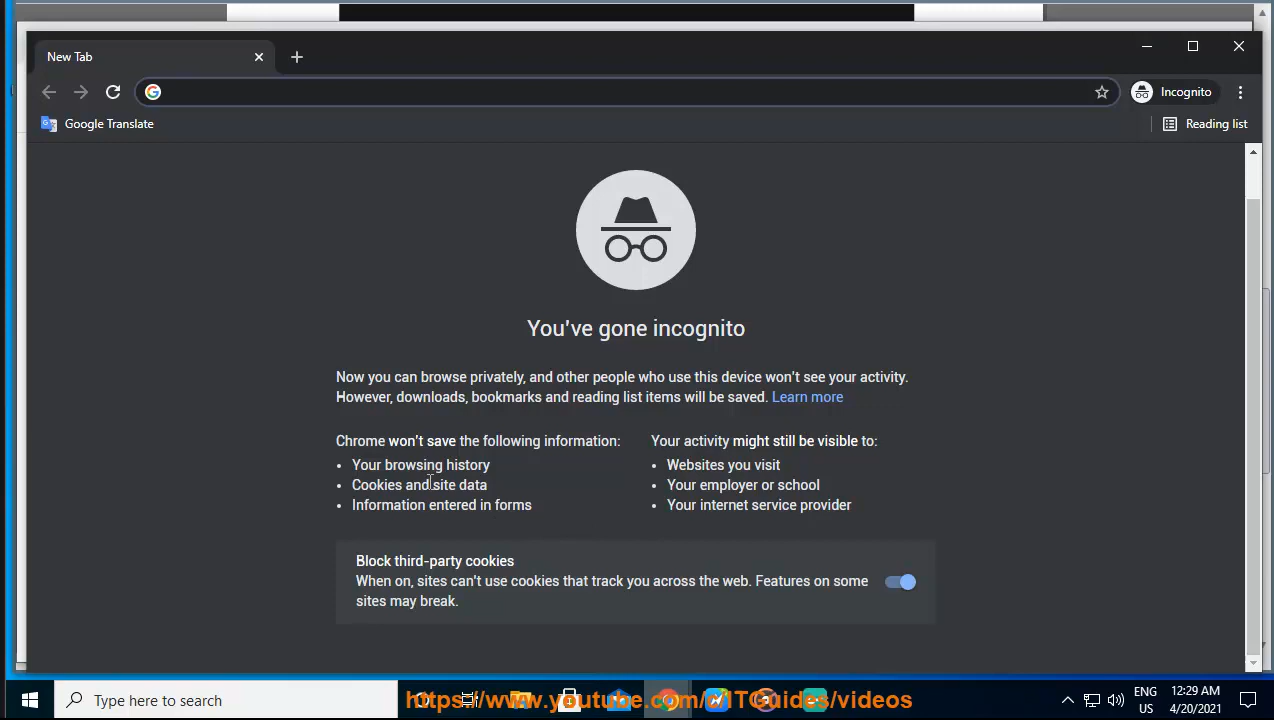 New Tab
Incognito
Google Translate
Reading list
You've gone incognito
Now you can browse privately, and other people who use this device won't see your activity.
However, downloads, bookmarks and reading list items will be saved. Learn more
Chrome won't save the following information:
• Your browsing history
• Cookies and site data
• Information entered in forms
Your activity might still be visible to:
• Websites you visit
• Your employer or school
• Your internet service provider
Block third-party cookies
When on, sites can't use cookies that track you across the web. Features on some
sites may break.
Type here to search
https://www.youtube.com/c/ITGuides/videos
ENG
US
12:29 AM
4/20/2021